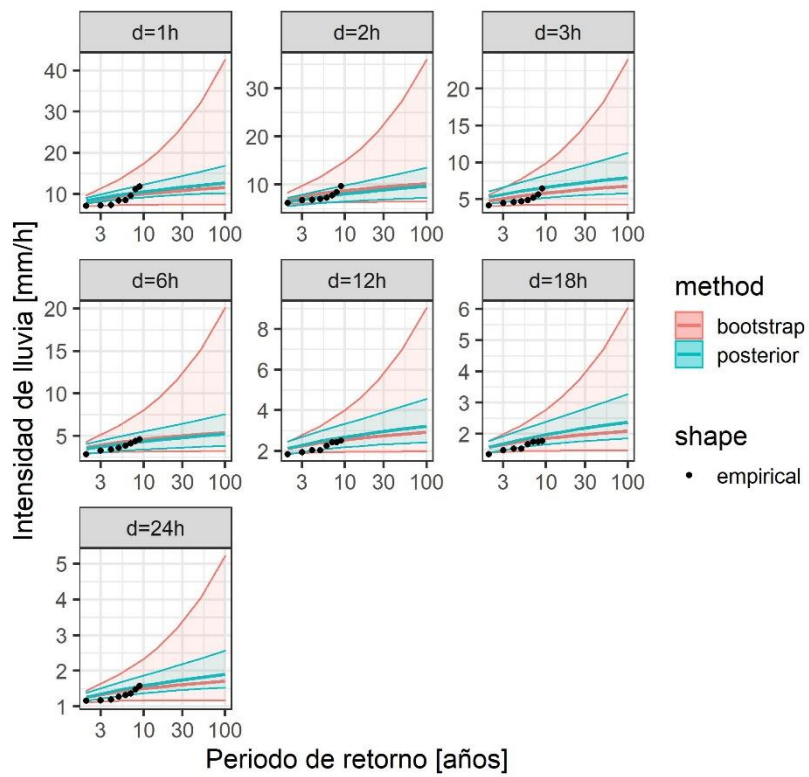 d=1h
d=2h
d=3h
40
30
20
10
30
20
10
20
15
10
5
3 10 30 100
3 10 30 100
3 10 30 100
d=6h
d=12h
d=18h
20
15
10
5
8
6
4
2
6
5
4
3
2
3 10 30 100
3 10 30 100
3 10 30 100
d=24h
5
4
3
2
1
3 10 30 100
Intensidad de lluvia [mm/h]
Periodo de retorno [años]
method
bootstrap
posterior
shape
empirical